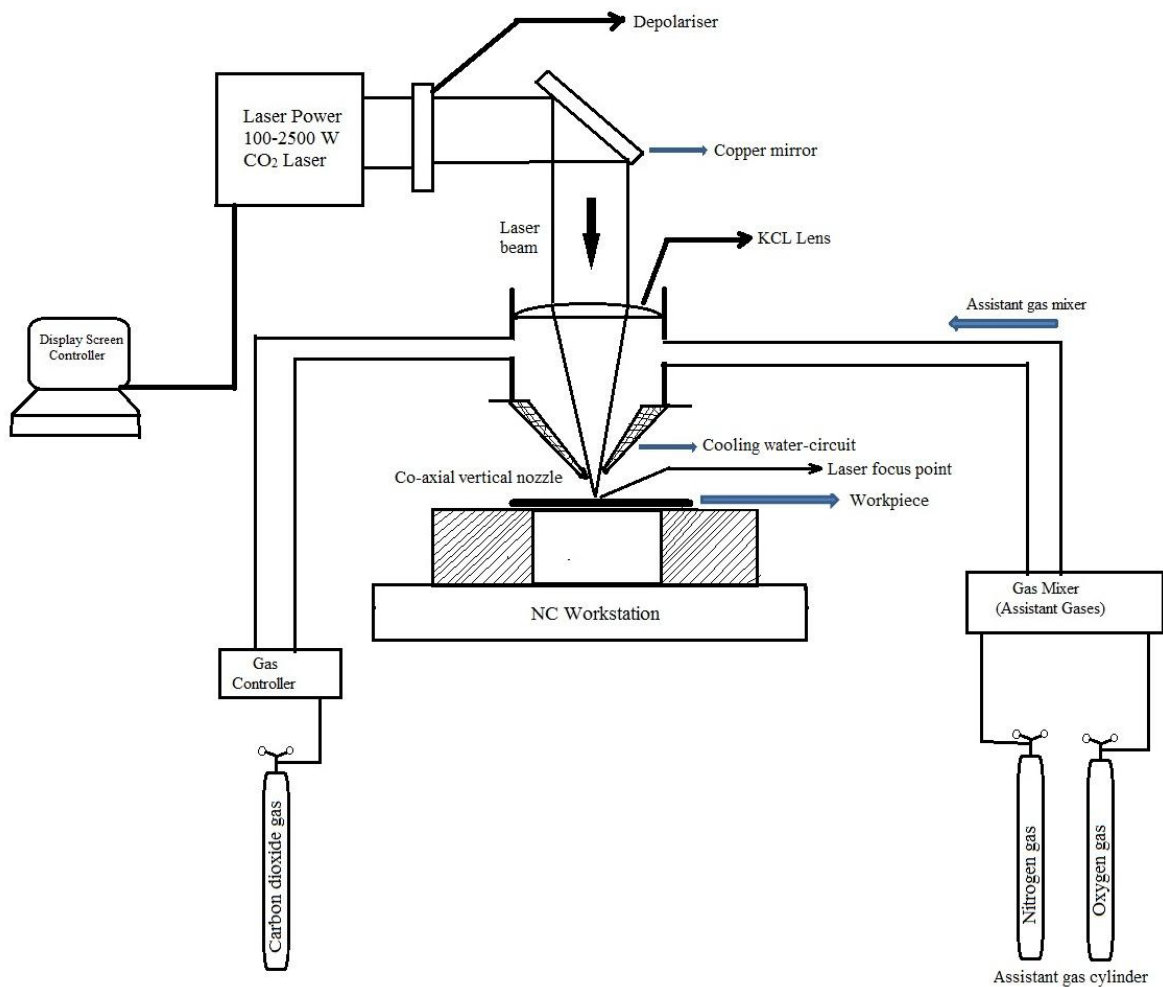 Depolariser
Laser Power
100-2500 W
CO₂ Laser
Copper mirror
Laser
beam
KCL Lens
Assistant gas mixer
Display Screen
Controller
Cooling water-circuit
Laser focus point
Co-axial vertical nozzle
Workpiece
NC Workstation
Gas Mixer
(Assistant Gases)
Gas
Controller
Carbon dioxide gas
Nitrogen gas
Oxygen gas
Assistant gas cylinder